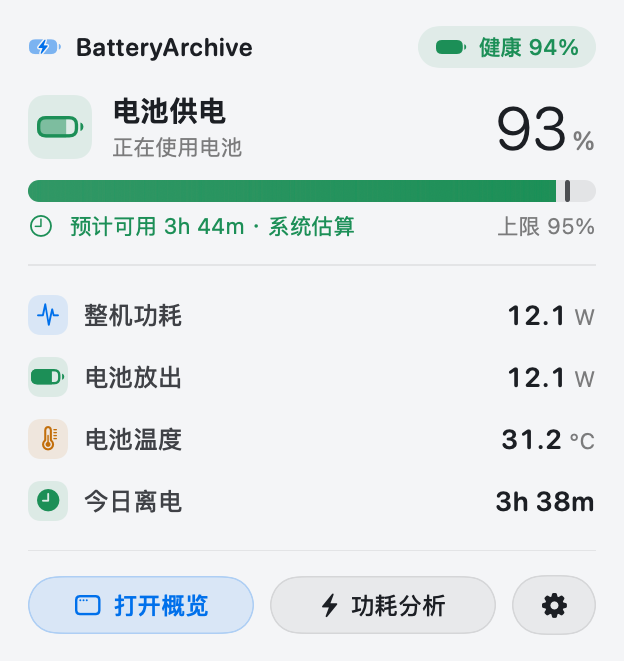 BatteryArchive
健康 94%
电池供电
正在使用电池
93%
预计可用 3h 44m · 系统估算
上限 95%
整机功耗 12.1 W
电池放出 12.1 W
电池温度 31.2 °C
今日离电 3h 38m
打开概览
功耗分析